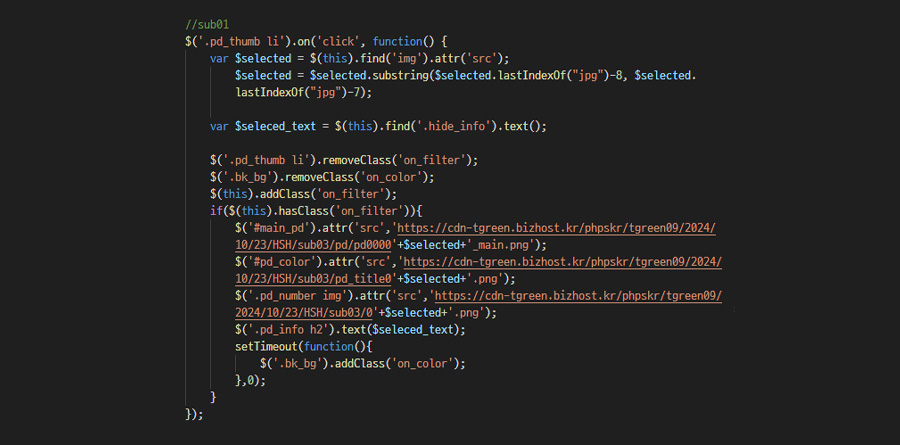 //sub01
$('.pd_thumb li').on('click', function() {
var $selected = $(this).find('img').attr('src');
$selected = $selected.substring($selected.lastIndexOf("jpg")-8, $selected.
lastIndexOf("jpg")-7);
var $seleced_text = $(this).find('.hide_info').text();
$('.pd_thumb li').removeClass('on_filter');
$('.bk_bg').removeClass('on_color');
$(this).addClass('on_filter');
if($(this).hasClass('on_filter')){
$('#main_pd').attr('src','https://cdn-tgreen.bizhost.kr/phpskr/tgreen09/2024/
10/23/HSH/sub03/pd/pd0000'+$selected+'_main.png');
$('#pd_color').attr('src','https://cdn-tgreen.bizhost.kr/phpskr/tgreen09/2024/
10/23/HSH/sub03/pd_title0'+$selected+'.png');
$('.pd_number img').attr('src','https://cdn-tgreen.bizhost.kr/phpskr/tgreen09/
2024/10/23/HSH/sub03/0'+$selected+'.png');
$('.pd_info h2').text($seleced_text);
setTimeout(function(){
$('.bk_bg').addClass('on_color');
},0);
}
});